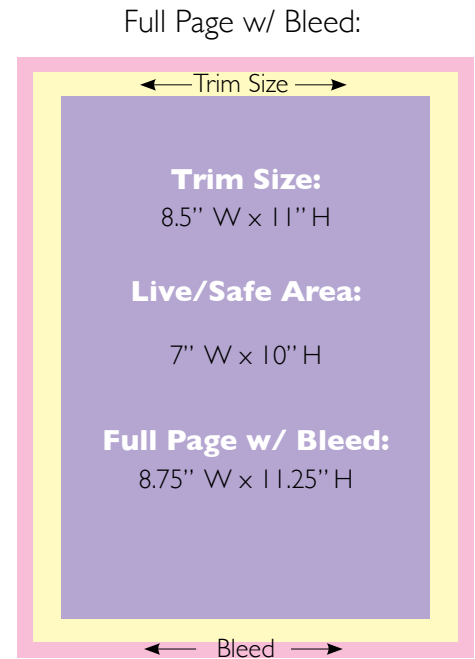 Full Page w/ Bleed:
Trim Size
Trim Size:
8.5” W x 11” H
Live/Safe Area:
7” W x 10” H
Full Page w/ Bleed:
8.75” W x 11.25” H
Bleed